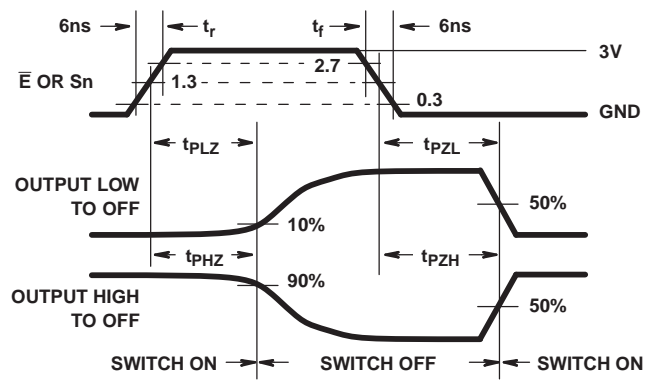 6ns tr tf 6ns
3V
2.7
E̅ OR Sn 1.3
0.3
GND
tPLZ tPZL
OUTPUT LOW
TO OFF
50%
10%
tPHZ tPZH
90%
OUTPUT HIGH
TO OFF
50%
SWITCH ON SWITCH OFF SWITCH ON